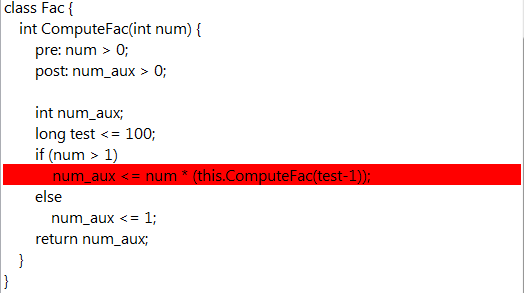 class Fac {
int ComputeFac(int num) {
pre: num > 0;
post: num_aux > 0;
int num_aux;
long test <= 100;
if (num > 1)
num_aux <= num * (this.ComputeFac(test-1));
else
num_aux <= 1;
return num_aux;
}
}